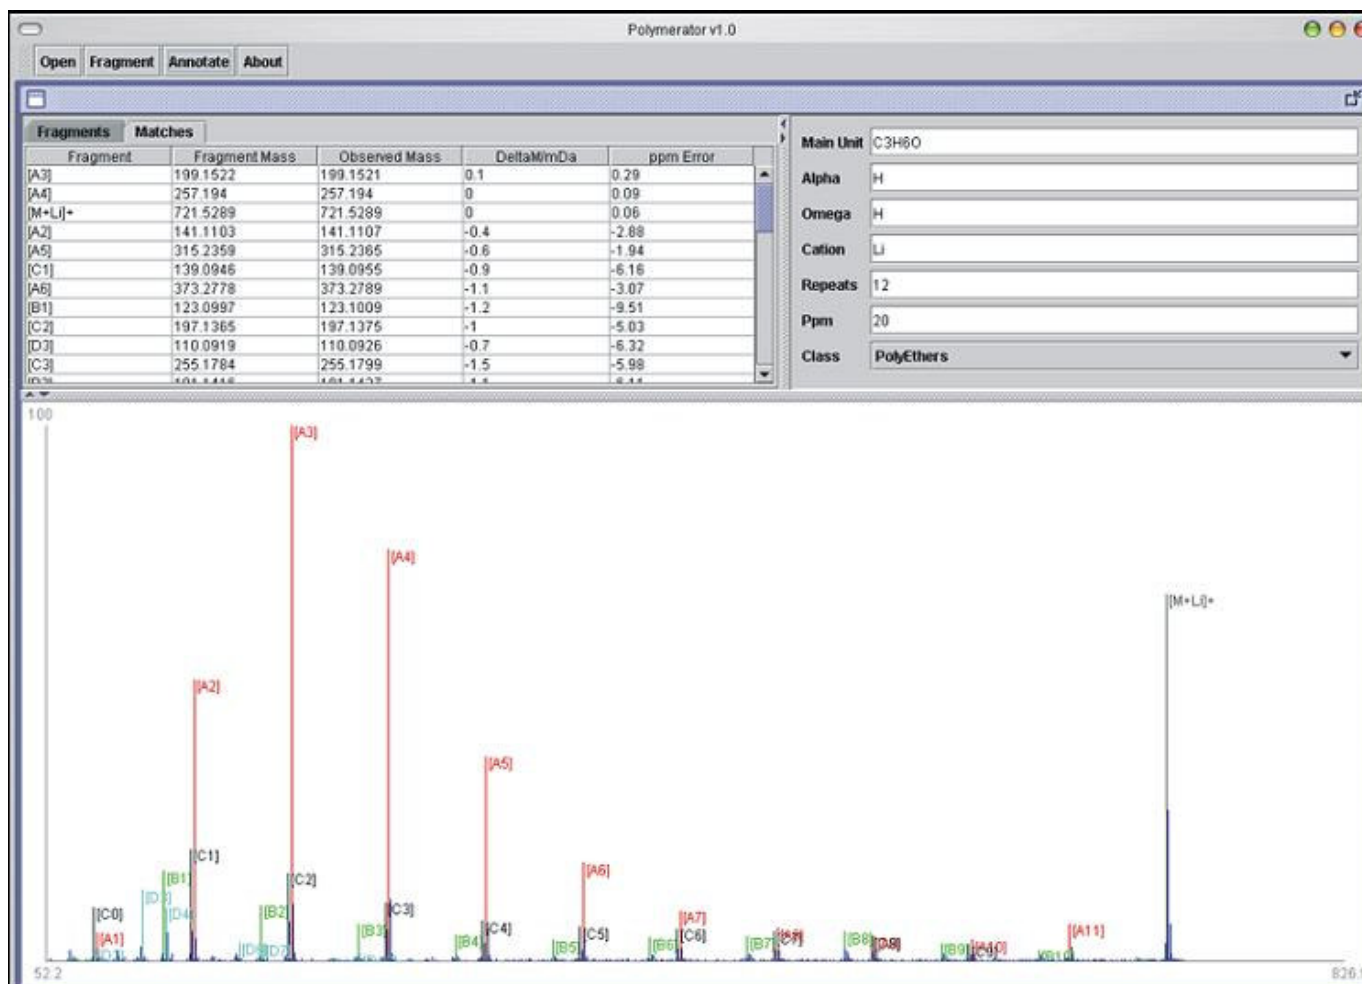 Polymerator v1.0
Open Fragment Annotate About
Fragments Matches
Fragment Fragment Mass Observed Mass DeltaM/mDa ppm Error
[A3] 199.1522 199.1521 0.1 0.29
[A4] 257.194 257.194 0 0.09
[M+Li]+ 721.5289 721.5289 0 0.06
[A2] 141.1103 141.1107 -0.4 -2.88
[A5] 315.2359 315.2365 -0.6 -1.94
[C1] 139.0946 139.0955 -0.9 -6.16
[A6] 373.2778 373.2789 -1.1 -3.07
[B1] 123.0997 123.1009 -1.2 -9.51
[C2] 197.1365 197.1375 -1 -5.03
[D3] 110.0919 110.0926 -0.7 -6.32
[C3] 255.1784 255.1799 -1.5 -5.98
Main Unit C3H6O
Alpha H
Omega H
Cation Li
Repeats 12
Ppm 20
Class PolyEthers
100
[A3]
[A4]
[M+Li]+
[A2]
[A5]
[C1]
[A6]
[B1]
[C2]
[D4]
[C0]
[B2]
[C3]
[A7]
[A1]
[B3]
[C4]
[C5]
[C6]
[A11]
[B4]
[B5]
[B6]
[B7]
[C7]
[B8]
[B9]
[A10]
52.2